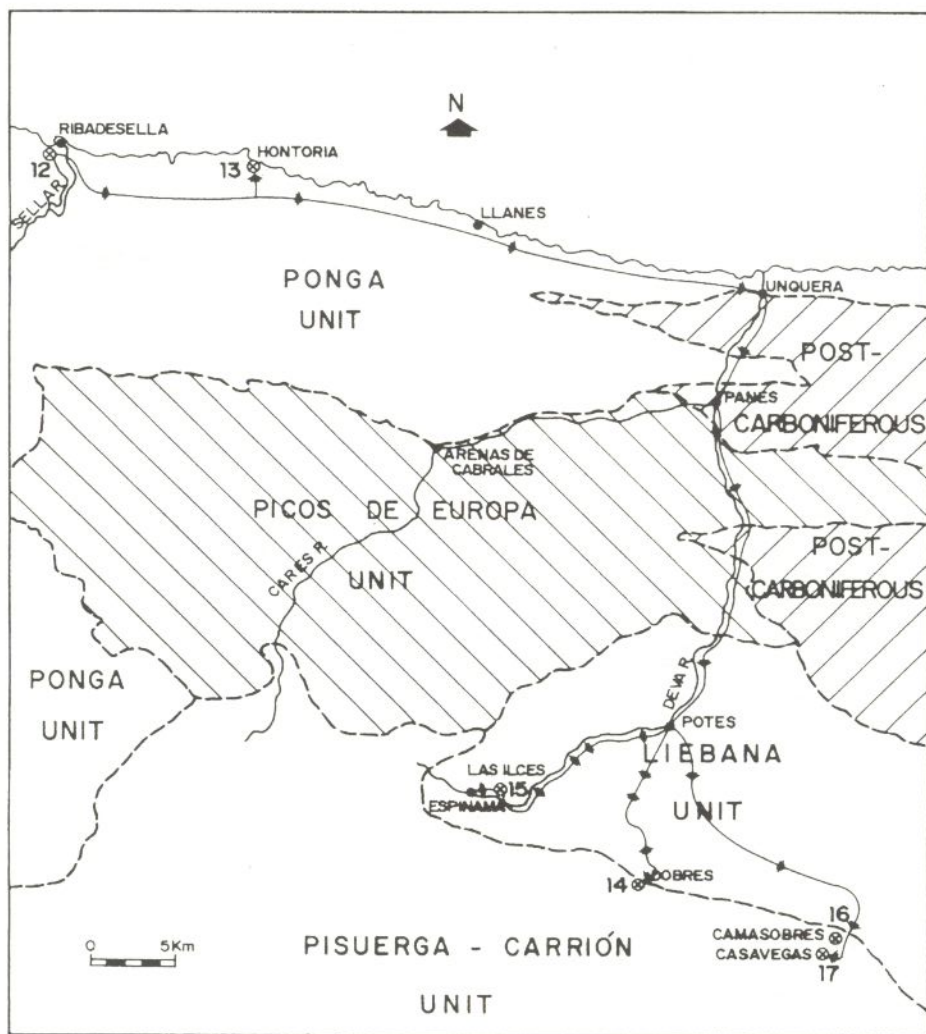 N
RIBADESELLA
12
13
HONTORIA
SELLA R.
LLANES
PONGA
UNIT
UNQUERA
POST-
CARBONIFEROUS
PANES
ARENAS DE
CABRALES
PICOS DE EUROPA
UNIT
CARES R.
POST-
CARBONIFEROUS
PONGA
UNIT
DEVA R.
POTES
LIEBANA
UNIT
LAS ILCES
15
ESPINAMA
14
DOBRES
16
CAMASOBRES
CASAVEGAS
17
0 5Km
PISUERGA - CARRIÓN
UNIT